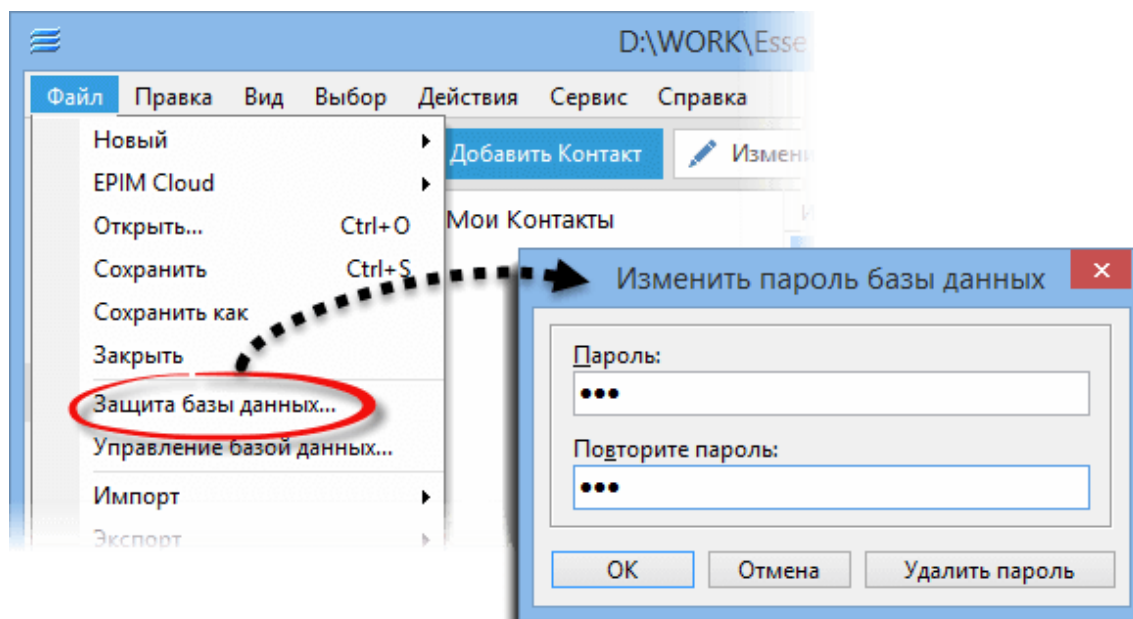 D:\WORK\Esse
Файл Правка Вид Выбор Действия Сервис Справка
Новый
Добавить Контакт
Измени
EPIM Cloud
Открыть... Ctrl+O
Мои Контакты
Сохранить Ctrl+S
Сохранить как
Закрыть
Защита базы данных...
Управление базой данных...
Импорт
Экспорт
Изменить пароль базы данных
Пароль:
●●●
Повторите пароль:
●●●
OK Отмена Удалить пароль